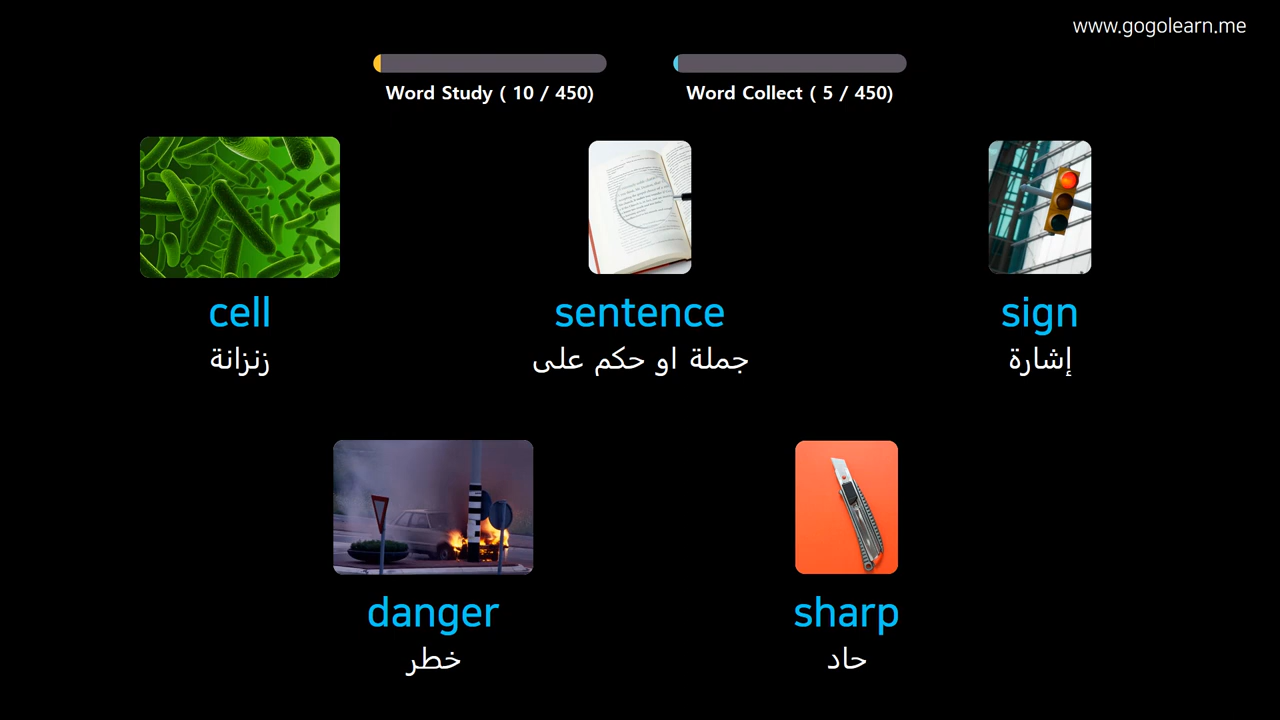 www.gogolearn.me
Word Study ( 10 / 450)
Word Collect ( 5 / 450)
cell
زنزانة
sentence
جملة او حكم على
sign
إشارة
danger
خطر
sharp
حاد